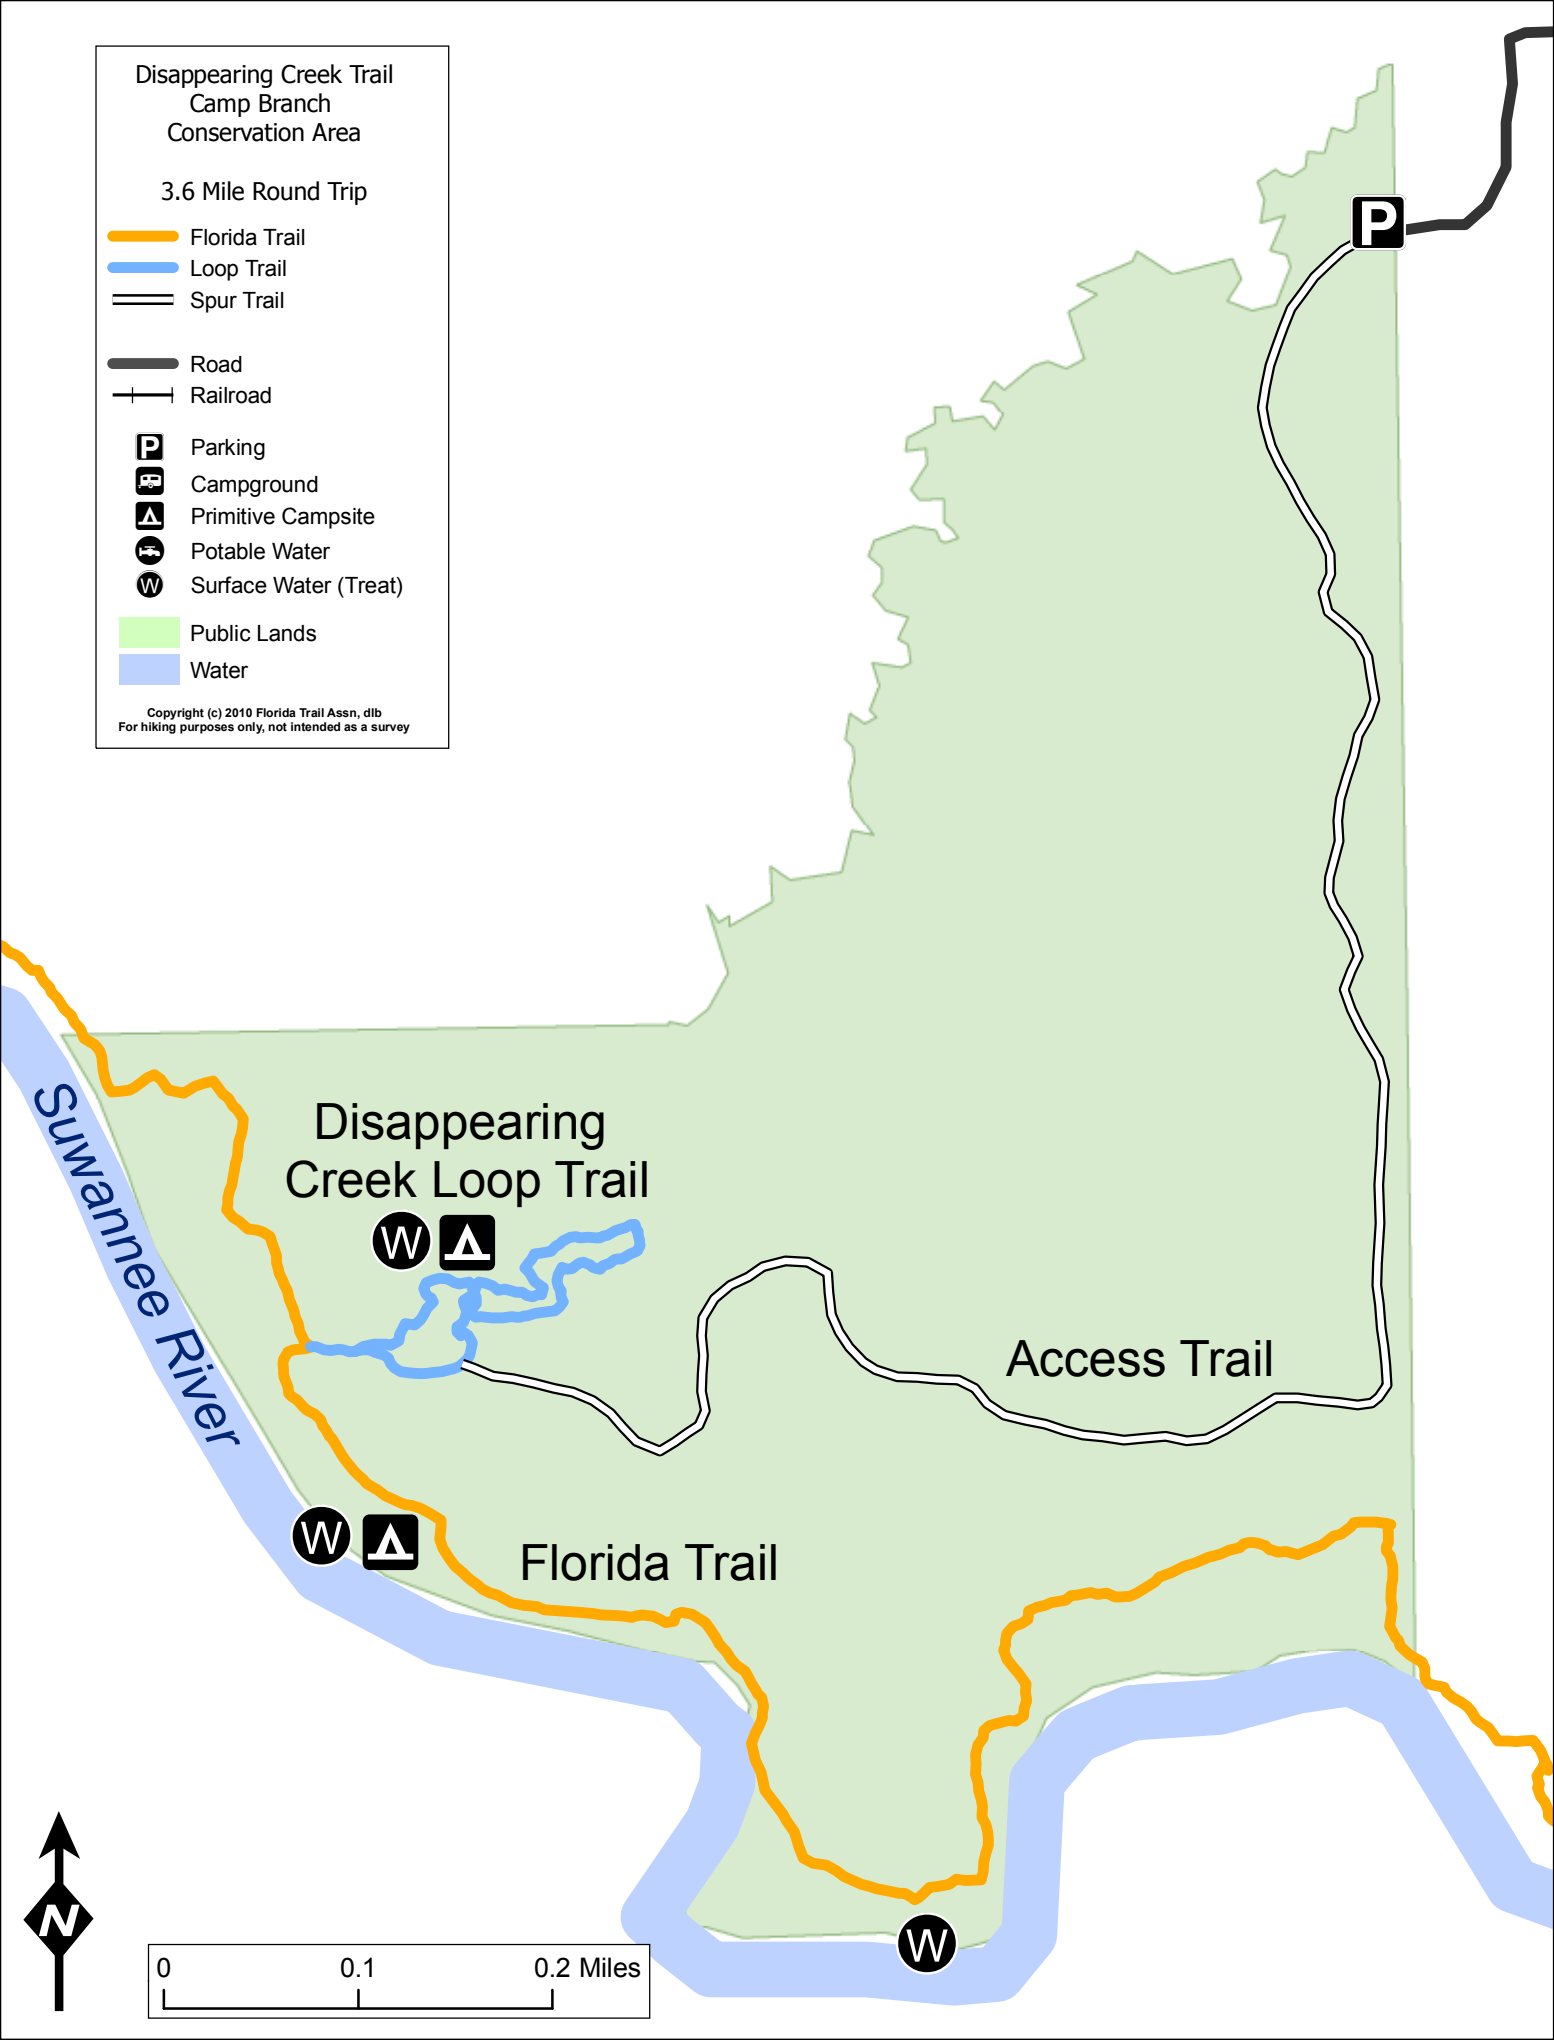 Disappearing Creek Trail
Camp Branch
Conservation Area
3.6 Mile Round Trip
Florida Trail
Loop Trail
Spur Trail
Road
Railroad
P Parking
Campground
Primitive Campsite
Potable Water
W Surface Water (Treat)
Public Lands
Water
Copyright (c) 2010 Florida Trail Assn, dlb
For hiking purposes only, not intended as a survey
P
Disappearing
Creek Loop Trail
W
Suwannee River
Access Trail
W
Florida Trail
W
N
0 0.1 0.2 Miles